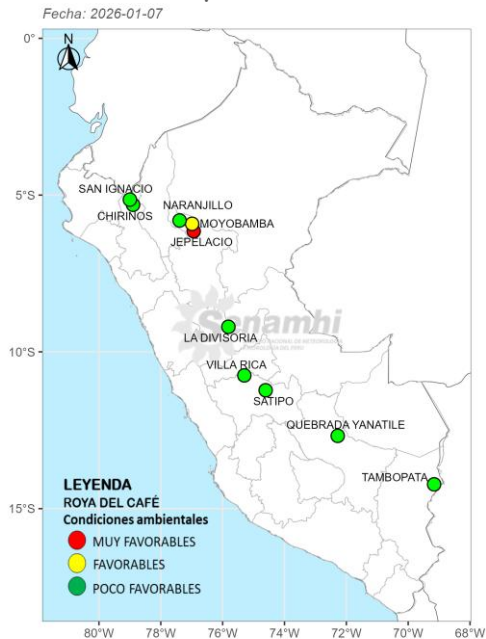 Fecha: 2026-01-07
N
0°
5°S
10°S
15°S
SAN IGNACIO
CHIRINOS
NARANJILLO
MOYOBAMBA
JEPELACIO
Senamhi
LA DIVISORIA
VILLA RICA
SATIPO
QUEBRADA YANATILE
TAMBOPATA
LEYENDA
ROYA DEL CAFÉ
Condiciones ambientales
MUY FAVORABLES
FAVORABLES
POCO FAVORABLES
80°W 78°W 76°W 74°W 72°W 70°W 68°W